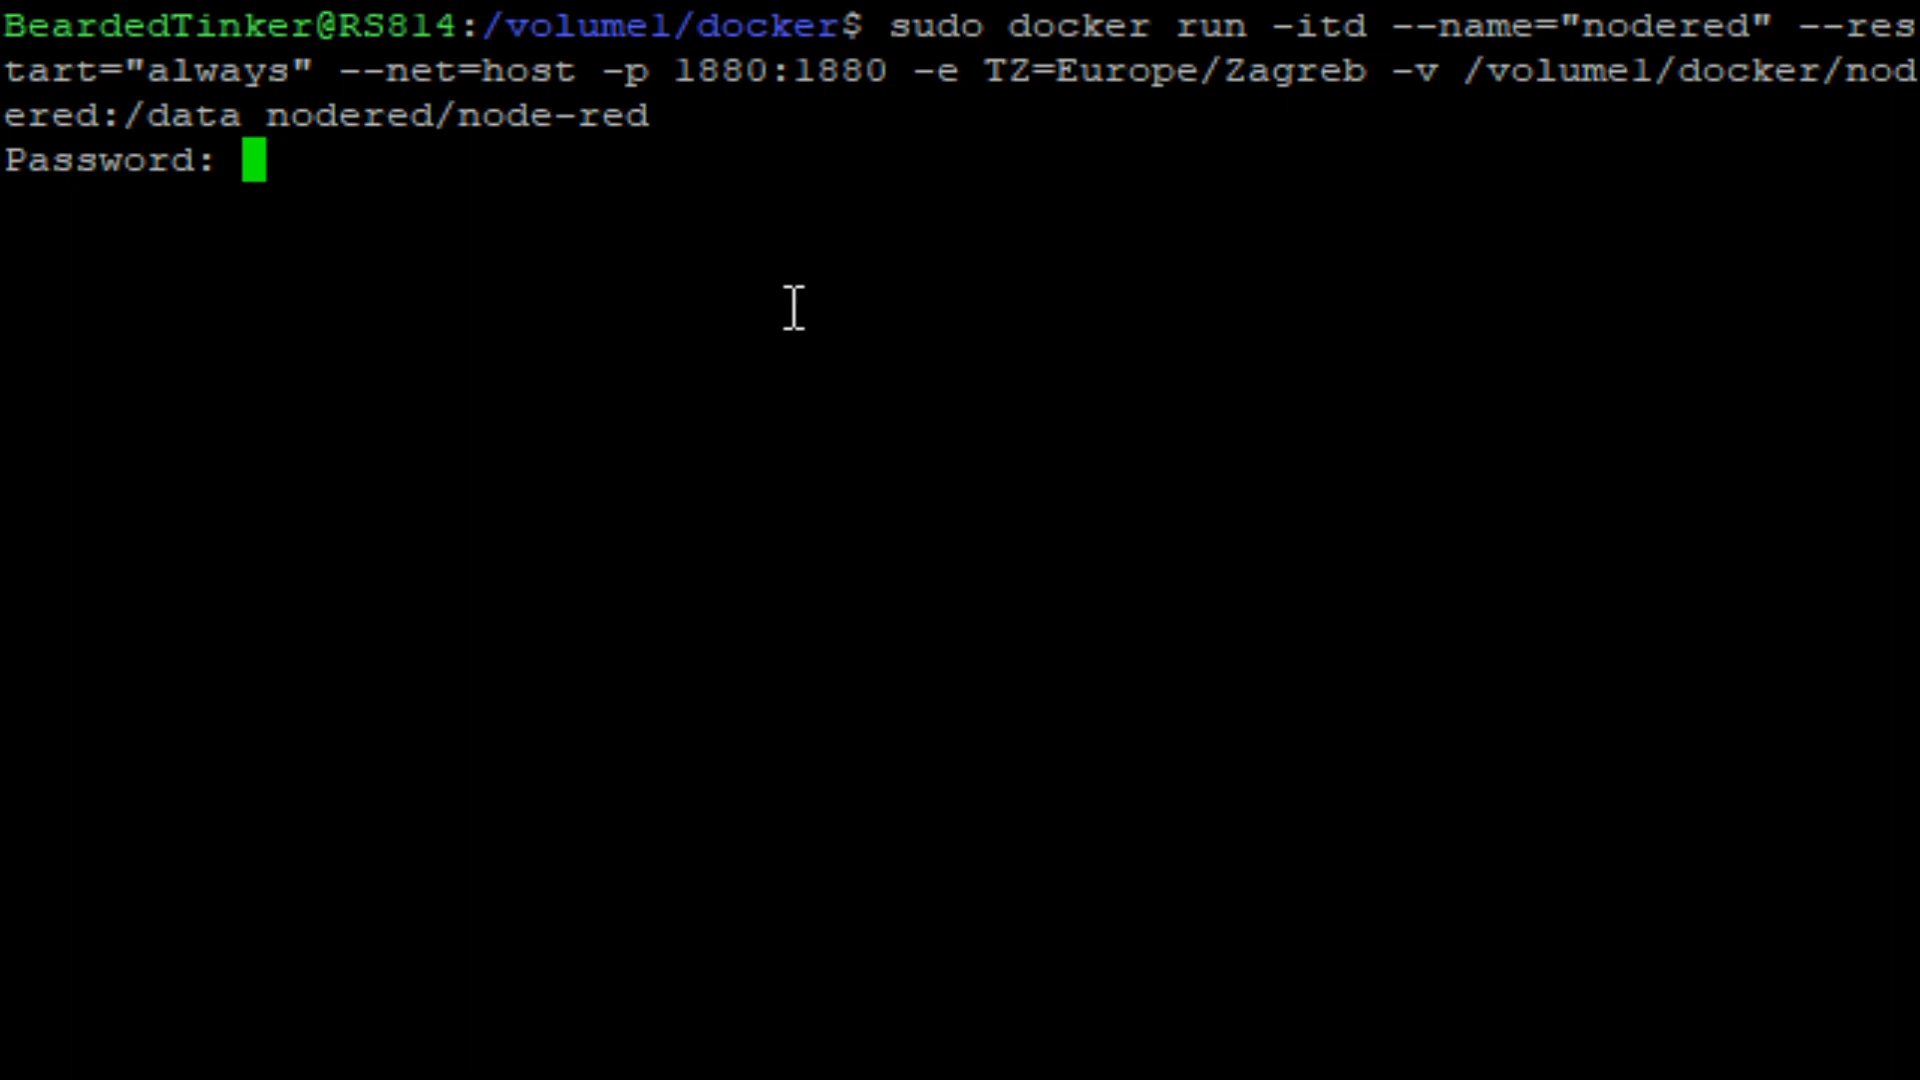 BeardedTinker@RS814:/volume1/docker$ sudo docker run -itd --name="nodered" --res
tart="always" --net=host -p 1880:1880 -e TZ=Europe/Zagreb -v /volume1/docker/nod
ered:/data nodered/node-red
Password: